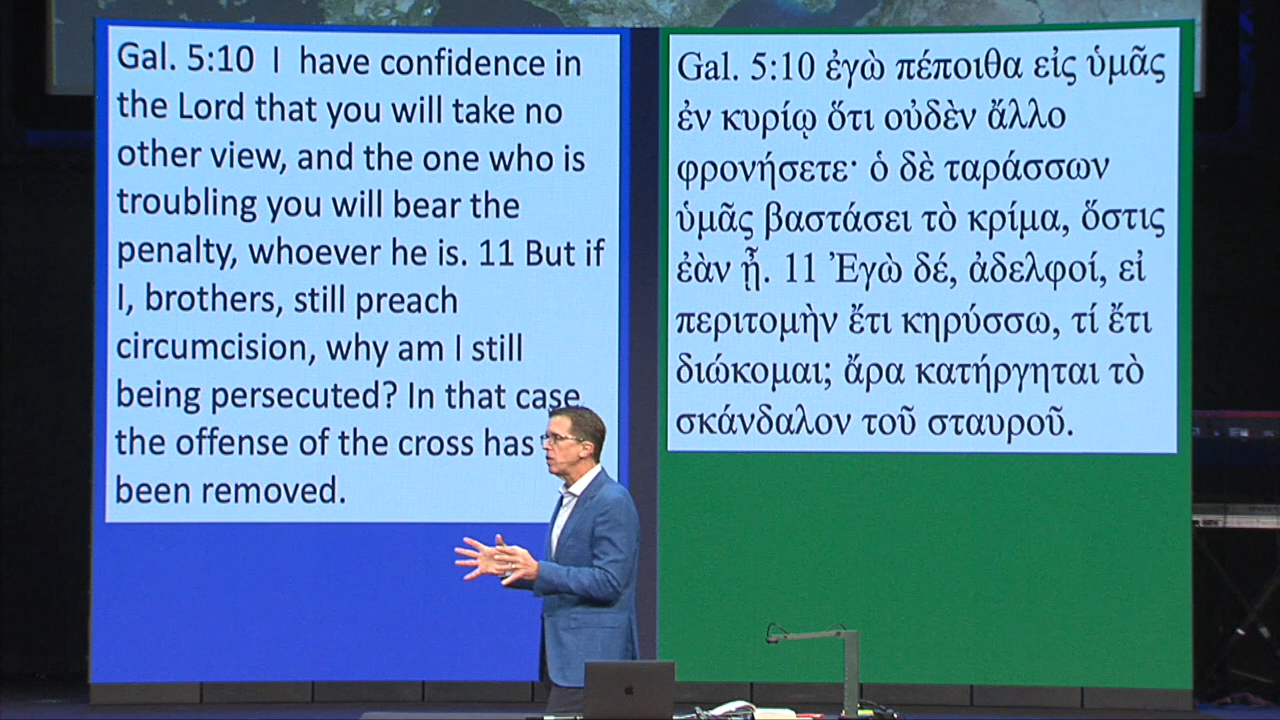 Gal. 5:10 I have confidence in
the Lord that you will take no
other view, and the one who is
troubling you will bear the
penalty, whoever he is. 11 But if
I, brothers, still preach
circumcision, why am I still
being persecuted? In that case,
the offense of the cross has
been removed.
Gal. 5:10 ἐγὼ πέποιθα εἰς ὑμᾶς
ἐν κυρίῳ ὅτι οὐδὲν ἄλλο
φρονήσετε· ὁ δὲ ταράσσων
ὑμᾶς βαστάσει τὸ κρίμα, ὅστις
ἐὰν ᾖ. 11 Ἐγὼ δέ, ἀδελφοί, εἰ
περιτομὴν ἔτι κηρύσσω, τί ἔτι
διώκομαι; ἄρα κατήργηται τὸ
σκάνδαλον τοῦ σταυροῦ.